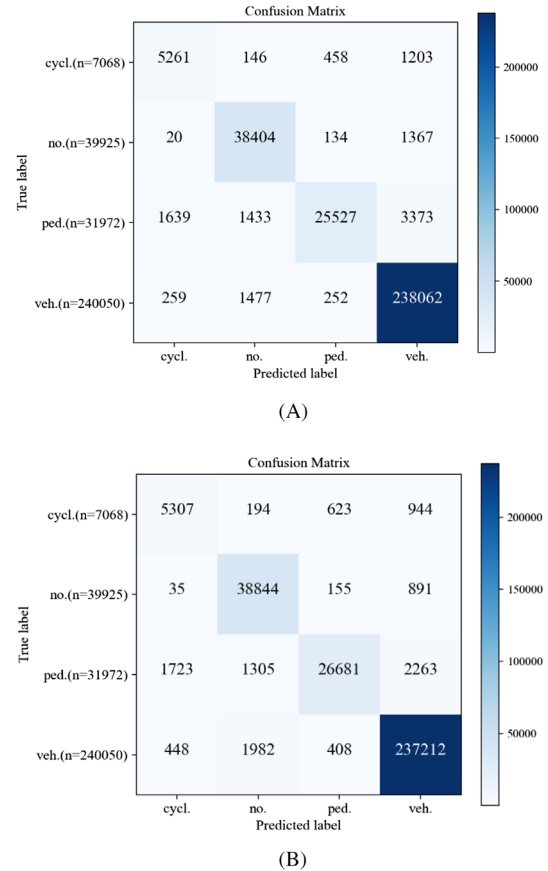 Confusion Matrix
cycl.(n=7068) 5261 146 458 1203
no.(n=39925) 20 38404 134 1367
ped.(n=31972) 1639 1433 25527 3373
veh.(n=240050) 259 1477 252 238062
True label
cycl. no. ped. veh.
Predicted label
200000
150000
100000
50000
(A)
Confusion Matrix
cycl.(n=7068) 5307 194 623 944
no.(n=39925) 35 38844 155 891
ped.(n=31972) 1723 1305 26681 2263
veh.(n=240050) 448 1982 408 237212
True label
cycl. no. ped. veh.
Predicted label
200000
150000
100000
50000
(B)